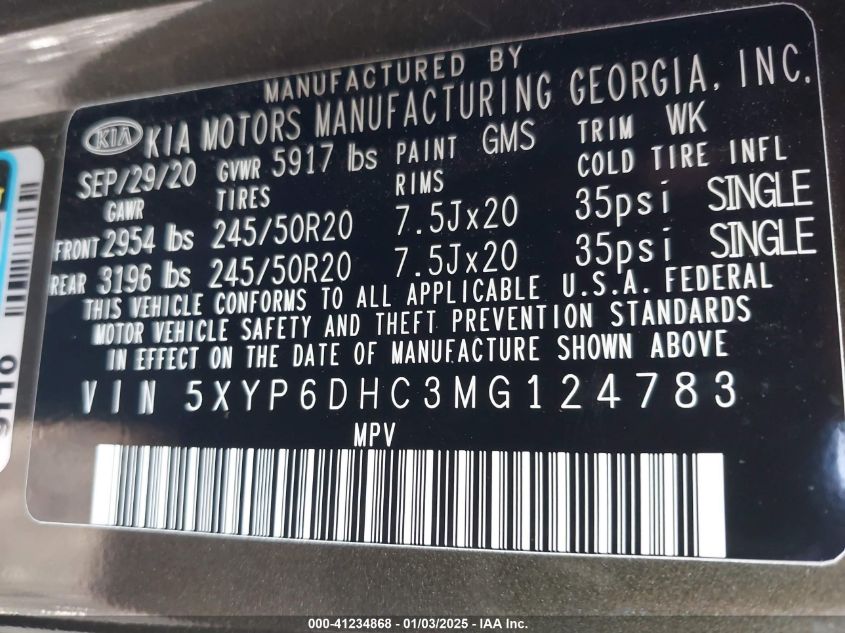 MANUFACTURED BY
KIA KIA MOTORS MANUFACTURING GEORGIA, INC.
SEP/29/20 GVWR 5917 lbs PAINT GMS TRIM WK
GAWR TIRES RIMS COLD TIRE INFL
FRONT 2954 lbs 245/50R20 7.5Jx20 35psi SINGLE
REAR 3196 lbs 245/50R20 7.5Jx20 35psi SINGLE
THIS VEHICLE CONFORMS TO ALL APPLICABLE U.S.A. FEDERAL
MOTOR VEHICLE SAFETY AND THEFT PREVENTION STANDARDS
IN EFFECT ON THE DATE OF MANUFACTURE SHOWN ABOVE
VIN 5XYP6DHC3MG124783
MPV
000-41234868 - 01/03/2025 - IAA Inc.